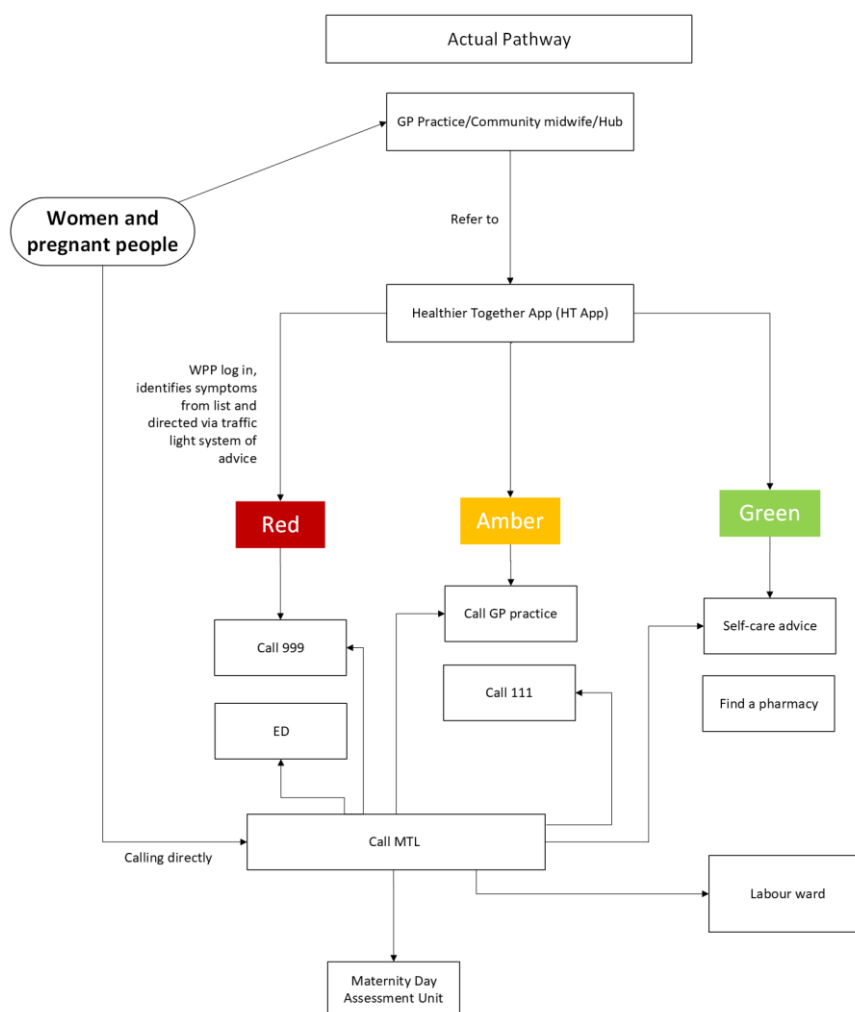 Actual Pathway
GP Practice/Community midwife/Hub
Women and
pregnant people
Refer to
Healthier Together App (HT App)
WPP log in,
identifies symptoms
from list and
directed via traffic
light system of
advice
Red
Amber
Green
Call GP practice
Self-care advice
Call 999
Call 111
Find a pharmacy
ED
Call MTL
Calling directly
Labour ward
Maternity Day
Assessment Unit